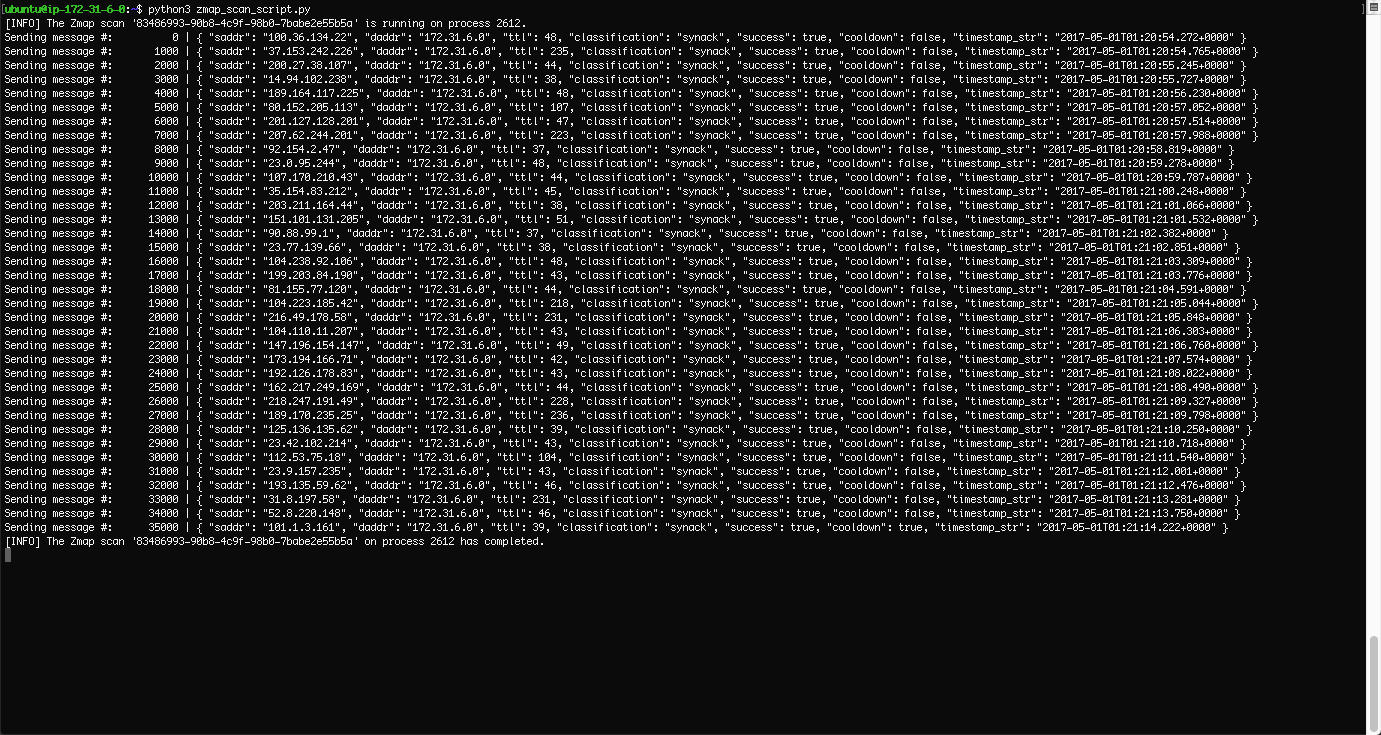 [ubuntu@ip-172-31-6-0:~$ python3 zmap_scan_script.py ]
[INFO] The Zmap scan '83486993-90b8-4c9f-98b0-7babe2e55b5a' is running on process 2612.
Sending message #: 0 | { "saddr": "100.36.134.22", "daddr": "172.31.6.0", "ttl": 48, "classification": "synack", "success": true, "cooldown": false, "timestamp_str": "2017-05-01T01:20:54.272+0000" }
Sending message #: 1000 | { "saddr": "37.153.242.226", "daddr": "172.31.6.0", "ttl": 235, "classification": "synack", "success": true, "cooldown": false, "timestamp_str": "2017-05-01T01:20:54.765+0000" }
Sending message #: 2000 | { "saddr": "200.27.38.107", "daddr": "172.31.6.0", "ttl": 44, "classification": "synack", "success": true, "cooldown": false, "timestamp_str": "2017-05-01T01:20:55.245+0000" }
Sending message #: 3000 | { "saddr": "14.94.102.238", "daddr": "172.31.6.0", "ttl": 38, "classification": "synack", "success": true, "cooldown": false, "timestamp_str": "2017-05-01T01:20:55.727+0000" }
Sending message #: 4000 | { "saddr": "189.164.117.225", "daddr": "172.31.6.0", "ttl": 48, "classification": "synack", "success": true, "cooldown": false, "timestamp_str": "2017-05-01T01:20:56.230+0000" }
Sending message #: 5000 | { "saddr": "80.152.205.113", "daddr": "172.31.6.0", "ttl": 107, "classification": "synack", "success": true, "cooldown": false, "timestamp_str": "2017-05-01T01:20:57.052+0000" }
Sending message #: 6000 | { "saddr": "201.127.128.201", "daddr": "172.31.6.0", "ttl": 47, "classification": "synack", "success": true, "cooldown": false, "timestamp_str": "2017-05-01T01:20:57.514+0000" }
Sending message #: 7000 | { "saddr": "207.62.244.201", "daddr": "172.31.6.0", "ttl": 223, "classification": "synack", "success": true, "cooldown": false, "timestamp_str": "2017-05-01T01:20:57.988+0000" }
Sending message #: 8000 | { "saddr": "92.154.2.47", "daddr": "172.31.6.0", "ttl": 37, "classification": "synack", "success": true, "cooldown": false, "timestamp_str": "2017-05-01T01:20:58.819+0000" }
Sending message #: 9000 | { "saddr": "23.0.95.244", "daddr": "172.31.6.0", "ttl": 48, "classification": "synack", "success": true, "cooldown": false, "timestamp_str": "2017-05-01T01:20:59.278+0000" }
Sending message #: 10000 | { "saddr": "107.170.210.43", "daddr": "172.31.6.0", "ttl": 44, "classification": "synack", "success": true, "cooldown": false, "timestamp_str": "2017-05-01T01:20:59.787+0000" }
Sending message #: 11000 | { "saddr": "35.154.83.212", "daddr": "172.31.6.0", "ttl": 45, "classification": "synack", "success": true, "cooldown": false, "timestamp_str": "2017-05-01T01:21:00.248+0000" }
Sending message #: 12000 | { "saddr": "203.211.164.44", "daddr": "172.31.6.0", "ttl": 38, "classification": "synack", "success": true, "cooldown": false, "timestamp_str": "2017-05-01T01:21:01.066+0000" }
Sending message #: 13000 | { "saddr": "151.101.131.205", "daddr": "172.31.6.0", "ttl": 51, "classification": "synack", "success": true, "cooldown": false, "timestamp_str": "2017-05-01T01:21:01.532+0000" }
Sending message #: 14000 | { "saddr": "90.88.99.1", "daddr": "172.31.6.0", "ttl": 37, "classification": "synack", "success": true, "cooldown": false, "timestamp_str": "2017-05-01T01:21:02.382+0000" }
Sending message #: 15000 | { "saddr": "23.77.139.66", "daddr": "172.31.6.0", "ttl": 38, "classification": "synack", "success": true, "cooldown": false, "timestamp_str": "2017-05-01T01:21:02.851+0000" }
Sending message #: 16000 | { "saddr": "104.238.92.106", "daddr": "172.31.6.0", "ttl": 48, "classification": "synack", "success": true, "cooldown": false, "timestamp_str": "2017-05-01T01:21:03.309+0000" }
Sending message #: 17000 | { "saddr": "199.203.84.190", "daddr": "172.31.6.0", "ttl": 43, "classification": "synack", "success": true, "cooldown": false, "timestamp_str": "2017-05-01T01:21:03.776+0000" }
Sending message #: 18000 | { "saddr": "81.155.77.120", "daddr": "172.31.6.0", "ttl": 44, "classification": "synack", "success": true, "cooldown": false, "timestamp_str": "2017-05-01T01:21:04.591+0000" }
Sending message #: 19000 | { "saddr": "104.223.185.42", "daddr": "172.31.6.0", "ttl": 218, "classification": "synack", "success": true, "cooldown": false, "timestamp_str": "2017-05-01T01:21:05.044+0000" }
Sending message #: 20000 | { "saddr": "216.49.178.58", "daddr": "172.31.6.0", "ttl": 231, "classification": "synack", "success": true, "cooldown": false, "timestamp_str": "2017-05-01T01:21:05.848+0000" }
Sending message #: 21000 | { "saddr": "104.110.11.207", "daddr": "172.31.6.0", "ttl": 43, "classification": "synack", "success": true, "cooldown": false, "timestamp_str": "2017-05-01T01:21:06.303+0000" }
Sending message #: 22000 | { "saddr": "147.196.154.147", "daddr": "172.31.6.0", "ttl": 49, "classification": "synack", "success": true, "cooldown": false, "timestamp_str": "2017-05-01T01:21:06.760+0000" }
Sending message #: 23000 | { "saddr": "173.194.166.71", "daddr": "172.31.6.0", "ttl": 42, "classification": "synack", "success": true, "cooldown": false, "timestamp_str": "2017-05-01T01:21:07.574+0000" }
Sending message #: 24000 | { "saddr": "192.126.178.83", "daddr": "172.31.6.0", "ttl": 43, "classification": "synack", "success": true, "cooldown": false, "timestamp_str": "2017-05-01T01:21:08.022+0000" }
Sending message #: 25000 | { "saddr": "162.217.249.169", "daddr": "172.31.6.0", "ttl": 44, "classification": "synack", "success": true, "cooldown": false, "timestamp_str": "2017-05-01T01:21:08.490+0000" }
Sending message #: 26000 | { "saddr": "218.247.191.49", "daddr": "172.31.6.0", "ttl": 228, "classification": "synack", "success": true, "cooldown": false, "timestamp_str": "2017-05-01T01:21:09.327+0000" }
Sending message #: 27000 | { "saddr": "189.170.235.25", "daddr": "172.31.6.0", "ttl": 236, "classification": "synack", "success": true, "cooldown": false, "timestamp_str": "2017-05-01T01:21:09.798+0000" }
Sending message #: 28000 | { "saddr": "125.136.135.62", "daddr": "172.31.6.0", "ttl": 39, "classification": "synack", "success": true, "cooldown": false, "timestamp_str": "2017-05-01T01:21:10.250+0000" }
Sending message #: 29000 | { "saddr": "23.42.102.214", "daddr": "172.31.6.0", "ttl": 43, "classification": "synack", "success": true, "cooldown": false, "timestamp_str": "2017-05-01T01:21:10.718+0000" }
Sending message #: 30000 | { "saddr": "112.53.75.18", "daddr": "172.31.6.0", "ttl": 104, "classification": "synack", "success": true, "cooldown": false, "timestamp_str": "2017-05-01T01:21:11.540+0000" }
Sending message #: 31000 | { "saddr": "23.9.157.235", "daddr": "172.31.6.0", "ttl": 43, "classification": "synack", "success": true, "cooldown": false, "timestamp_str": "2017-05-01T01:21:12.001+0000" }
Sending message #: 32000 | { "saddr": "193.135.59.62", "daddr": "172.31.6.0", "ttl": 46, "classification": "synack", "success": true, "cooldown": false, "timestamp_str": "2017-05-01T01:21:12.476+0000" }
Sending message #: 33000 | { "saddr": "31.8.197.58", "daddr": "172.31.6.0", "ttl": 231, "classification": "synack", "success": true, "cooldown": false, "timestamp_str": "2017-05-01T01:21:13.281+0000" }
Sending message #: 34000 | { "saddr": "52.8.220.148", "daddr": "172.31.6.0", "ttl": 46, "classification": "synack", "success": true, "cooldown": false, "timestamp_str": "2017-05-01T01:21:13.750+0000" }
Sending message #: 35000 | { "saddr": "101.1.3.161", "daddr": "172.31.6.0", "ttl": 39, "classification": "synack", "success": true, "cooldown": true, "timestamp_str": "2017-05-01T01:21:14.222+0000" }
[INFO] The Zmap scan '83486993-90b8-4c9f-98b0-7babe2e55b5a' on process 2612 has completed.